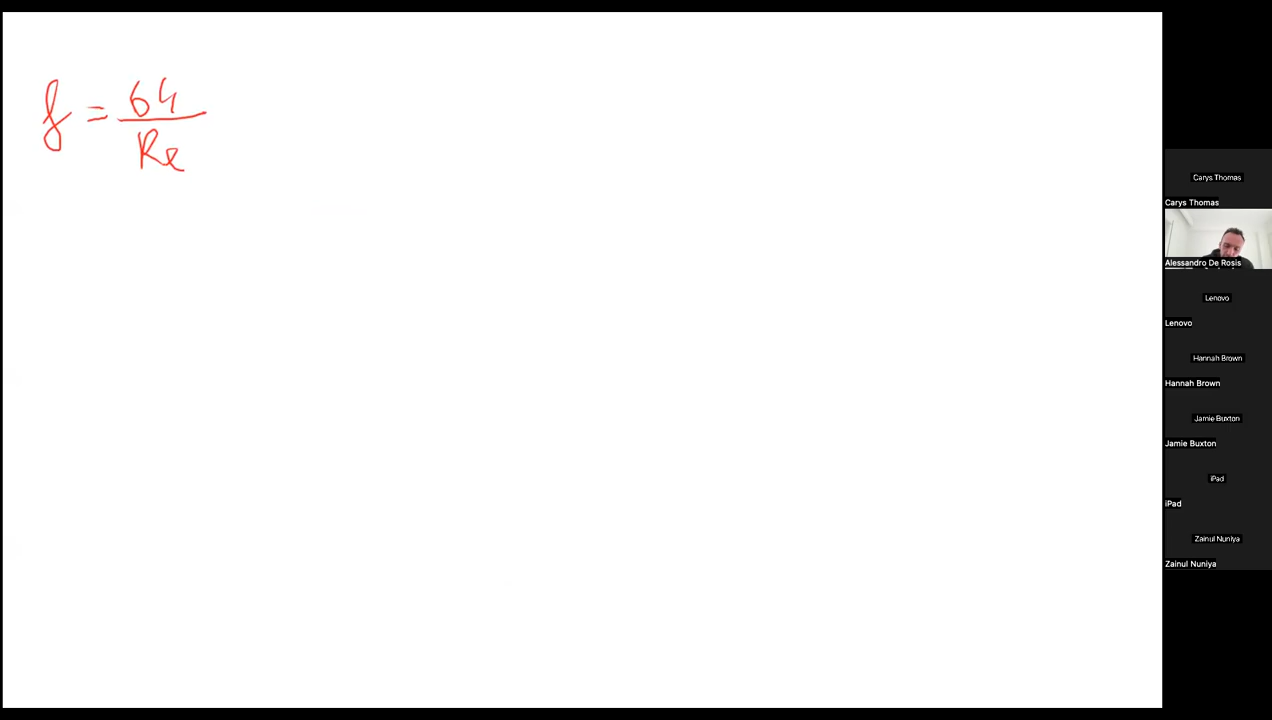 f = 64
Re
Carys Thomas
Carys Thomas
Alessandro De Rosis
Lenovo
Lenovo
Hannah Brown
Hannah Brown
Jamie Buxton
Jamie Buxton
iPad
iPad
Zainul Nuniya
Zainul Nuniya